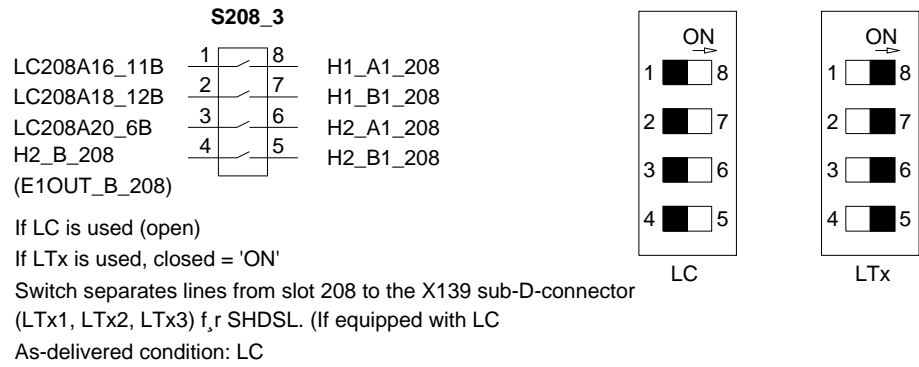 S208_3
LC208A16_11B 1 8 H1_A1_208
LC208A18_12B 2 7 H1_B1_208
LC208A20_6B 3 6 H2_A1_208
H2_B_208 4 5 H2_B1_208
(E1OUT_B_208)
If LC is used (open)
If LTx is used, closed = 'ON'
Switch separates lines from slot 208 to the X139 sub-D-connector
(LTx1, LTx2, LTx3) f¸r SHDSL. (If equipped with LC
As-delivered condition: LC
ON
1 8
2 7
3 6
4 5
LC
ON
1 8
2 7
3 6
4 5
LTx